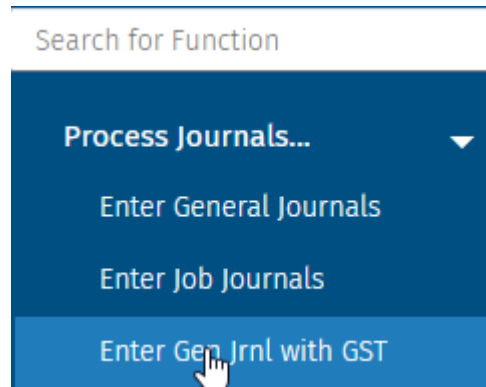 Search for Function
Process Journals...
Enter General Journals
Enter Job Journals
Enter Gen Jrnl with GST